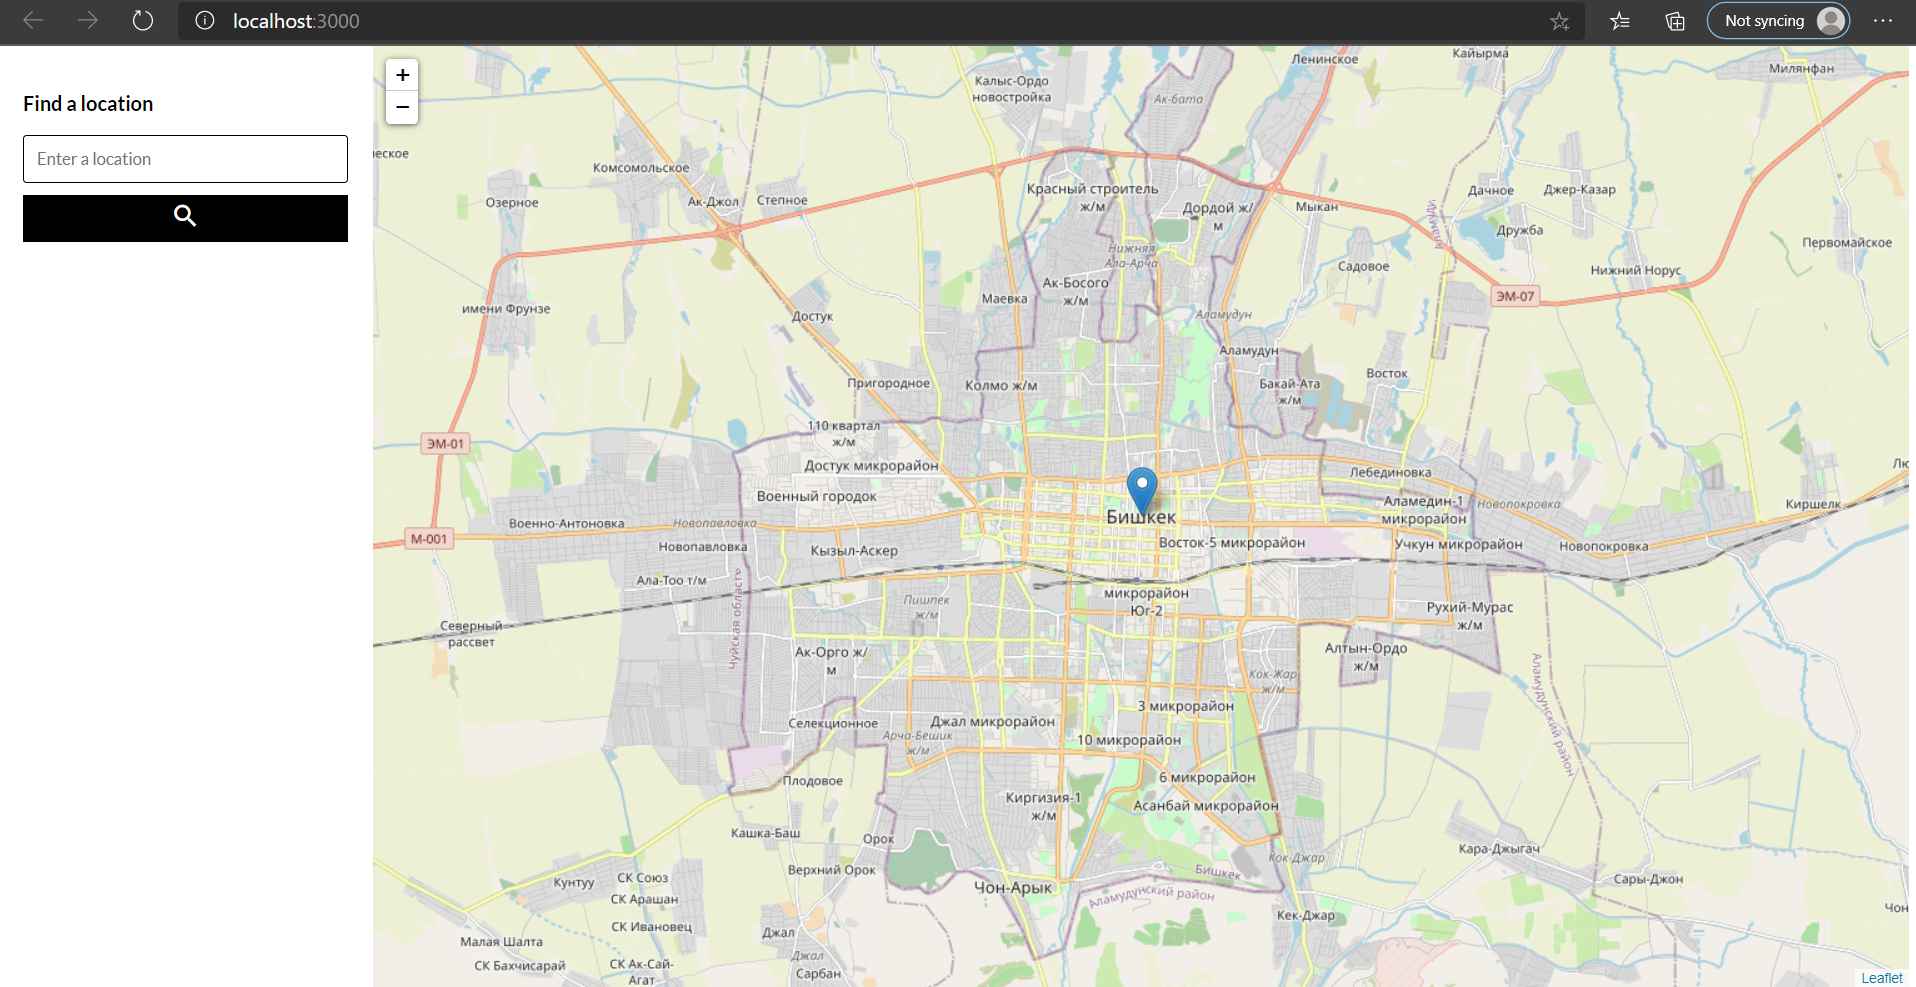 localhost:3000
Not syncing
Find a location
Enter a location
+
−
Ленинское
Кайырма
Милянфан
Калыс-Ордо
новостройка
Ак-бата
Комсомольское
Красный строитель
ж/м
Дачное
Джер-Казар
Озерное
Ак-Джол
Степное
Дордой ж/
м
Мыкан
Дружба
Первомайское
Нижняя
Ала-Арча
Садовое
Нижний Норус
Ак-Босого
ж/м
Маевка
ЭМ-07
имени Фрунзе
Достук
Аламудун
Аламудун
Пригородное
Колмо ж/м
Бакай-Ата
ж/м
Восток
110 квартал
ж/м
ЭМ-01
Достук микрорайон
Лебединовка
Военный городок
Аламедин-1
микрорайон
Новопокровка
Киршелк
Бишкек
Военно-Антоновка
Новопавловка
М-001
Новопавловка
Кызыл-Аскер
Восток-5 микрорайон
Учкун микрорайон
Новопокровка
Ала-Тоо т/м
Чуйская область
Пишпек
ж/м
микрорайон
Юг-2
Рухий-Мурас
ж/м
Северный
рассвет
Ак-Орго ж/
м
Алтын-Ордо
ж/м
Кок-Жар
ж/м
Аламудунский район
3 микрорайон
Селекционное
Джал микрорайон
Арча-Бешик
ж/м
10 микрорайон
Плодовое
6 микрорайон
Киргизия-1
ж/м
Асанбай микрорайон
Кашка-Баш
Орок
Кара-Джыгач
Кок-Джар
Верхний Орок
Бишкек
Кунтуу
СК Союз
Чон-Арык
Аламудунский район
Сары-Джон
СК Арашан
Кек-Джар
СК Ивановец
Джал
Малая Шалта
Джал
СК Бахчисарай
СК Ак-Сай-
Агат
Сарбан
Leaflet